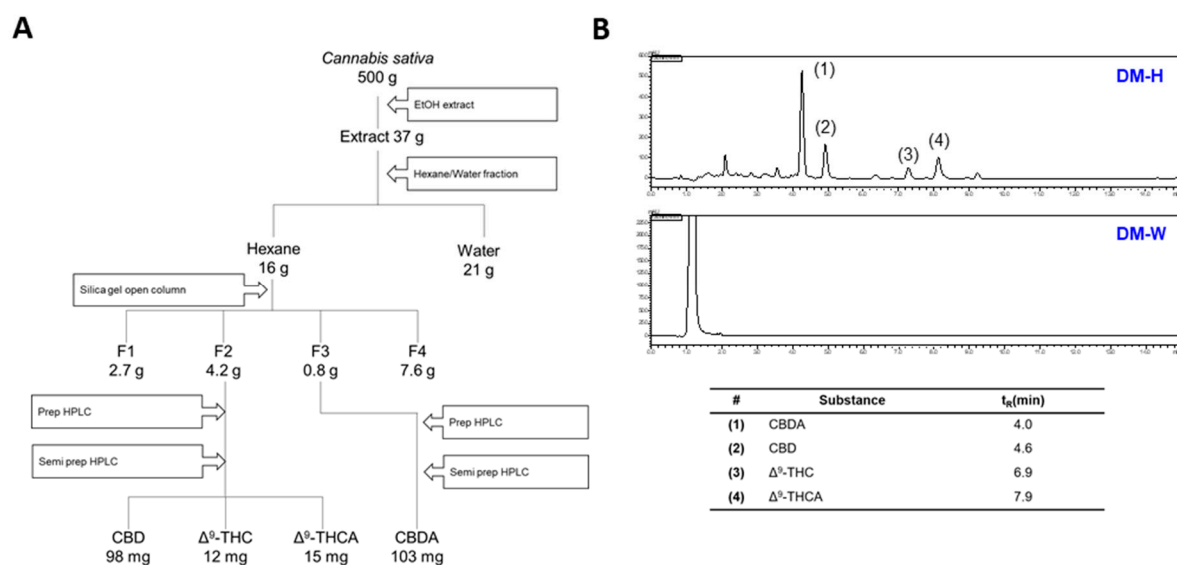 A
Cannabis sativa
500 g
EtOH extract
Extract 37 g
Hexane/Water fraction
Hexane
16 g
Water
21 g
Silica gel open column
F1
2.7 g
F2
4.2 g
F3
0.8 g
F4
7.6 g
Prep HPLC
Prep HPLC
Semi prep HPLC
Semi prep HPLC
CBD
98 mg
Δ⁹-THC
12 mg
Δ⁹-THCA
15 mg
CBDA
103 mg
B
DM-H
(1)
(2)
(3)
(4)
DM-W
# Substance tR(min)
(1) CBDA 4.0
(2) CBD 4.6
(3) Δ⁹-THC 6.9
(4) Δ⁹-THCA 7.9